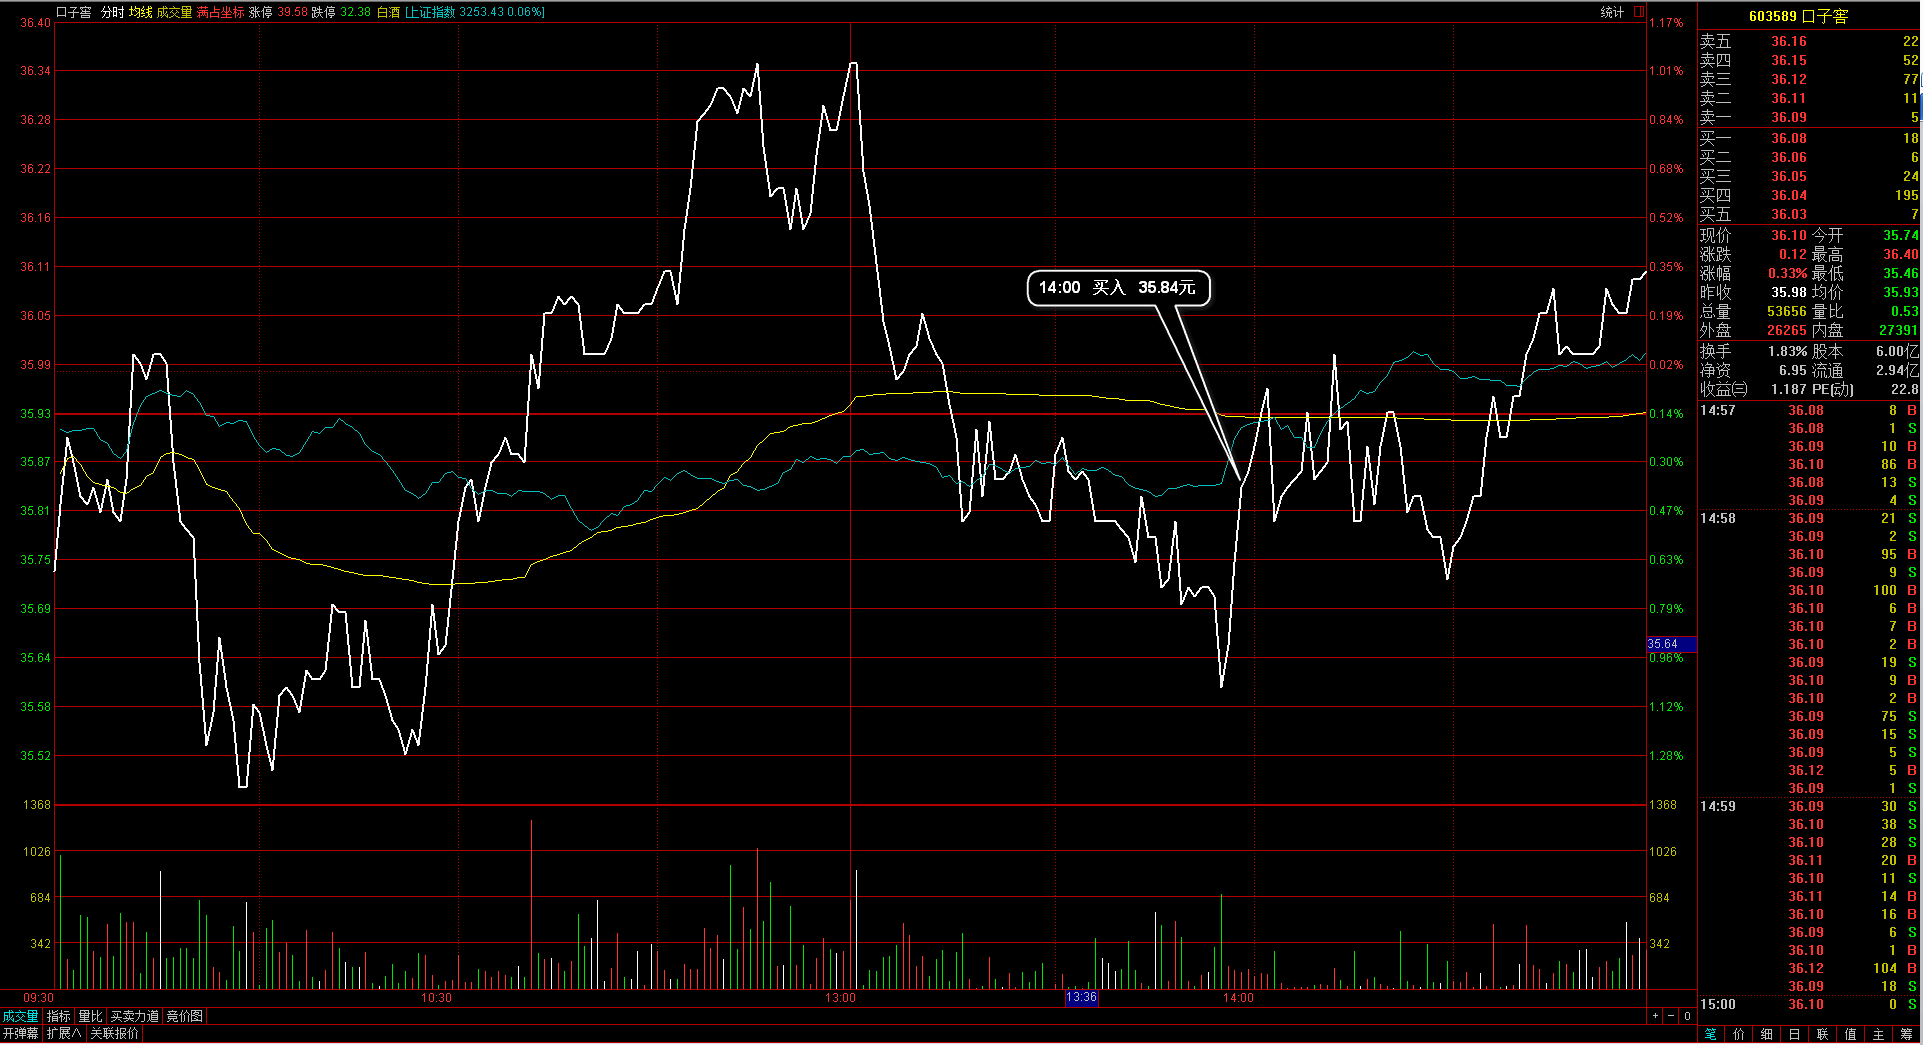 口子窖 分时 均线 成交量 满占坐标 涨停 39.58 跌停 32.38 白酒 [上证指数 3253.43 0.06%] 统计
36.40 1.17%
36.34 1.01%
36.28 0.84%
36.22 0.68%
36.16 0.52%
36.11 0.35%
14:00 买入 35.84元
36.05 0.19%
35.99 0.02%
35.93 0.14%
35.87 0.30%
35.81 0.47%
35.75 0.63%
35.69 0.79%
35.64
35.64 0.96%
35.58 1.12%
35.52 1.28%
1368 1368
1026 1026
684 684
342 342
09:30 10:30 13:00 13:36 14:00
成交量 指标 量比 买卖力道 竞价图 + - 0
开弹幕 扩展∧ 关联报价
603589 口子窖
卖五 36.16 22
卖四 36.15 52
卖三 36.12 77
卖二 36.11 11
卖一 36.09 5
买一 36.08 18
买二 36.06 6
买三 36.05 24
买四 36.04 195
买五 36.03 7
现价 36.10 今开 35.74
涨跌 0.12 最高 36.40
涨幅 0.33% 最低 35.46
昨收 35.98 均价 35.93
总量 53656 量比 0.53
外盘 26265 内盘 27391
换手 1.83% 股本 6.00亿
净资 6.95 流通 2.94亿
收益㈢ 1.187 PE(动) 22.8
14:57 36.08 8 B
36.08 1 S
36.09 10 B
36.10 86 B
36.08 13 S
36.09 4 S
14:58 36.09 21 S
36.09 2 S
36.10 95 B
36.09 9 S
36.10 100 B
36.10 6 B
36.10 7 B
36.10 2 B
36.09 19 S
36.10 9 B
36.10 2 B
36.09 75 S
36.09 15 S
36.09 5 S
36.12 5 B
36.09 1 S
14:59 36.09 30 S
36.10 38 S
36.10 28 S
36.11 20 B
36.10 11 S
36.11 14 B
36.10 16 B
36.09 6 S
36.10 1 B
36.12 104 B
36.09 18 S
15:00 36.10 0 S
笔 价 细 日 联 值 主 筹